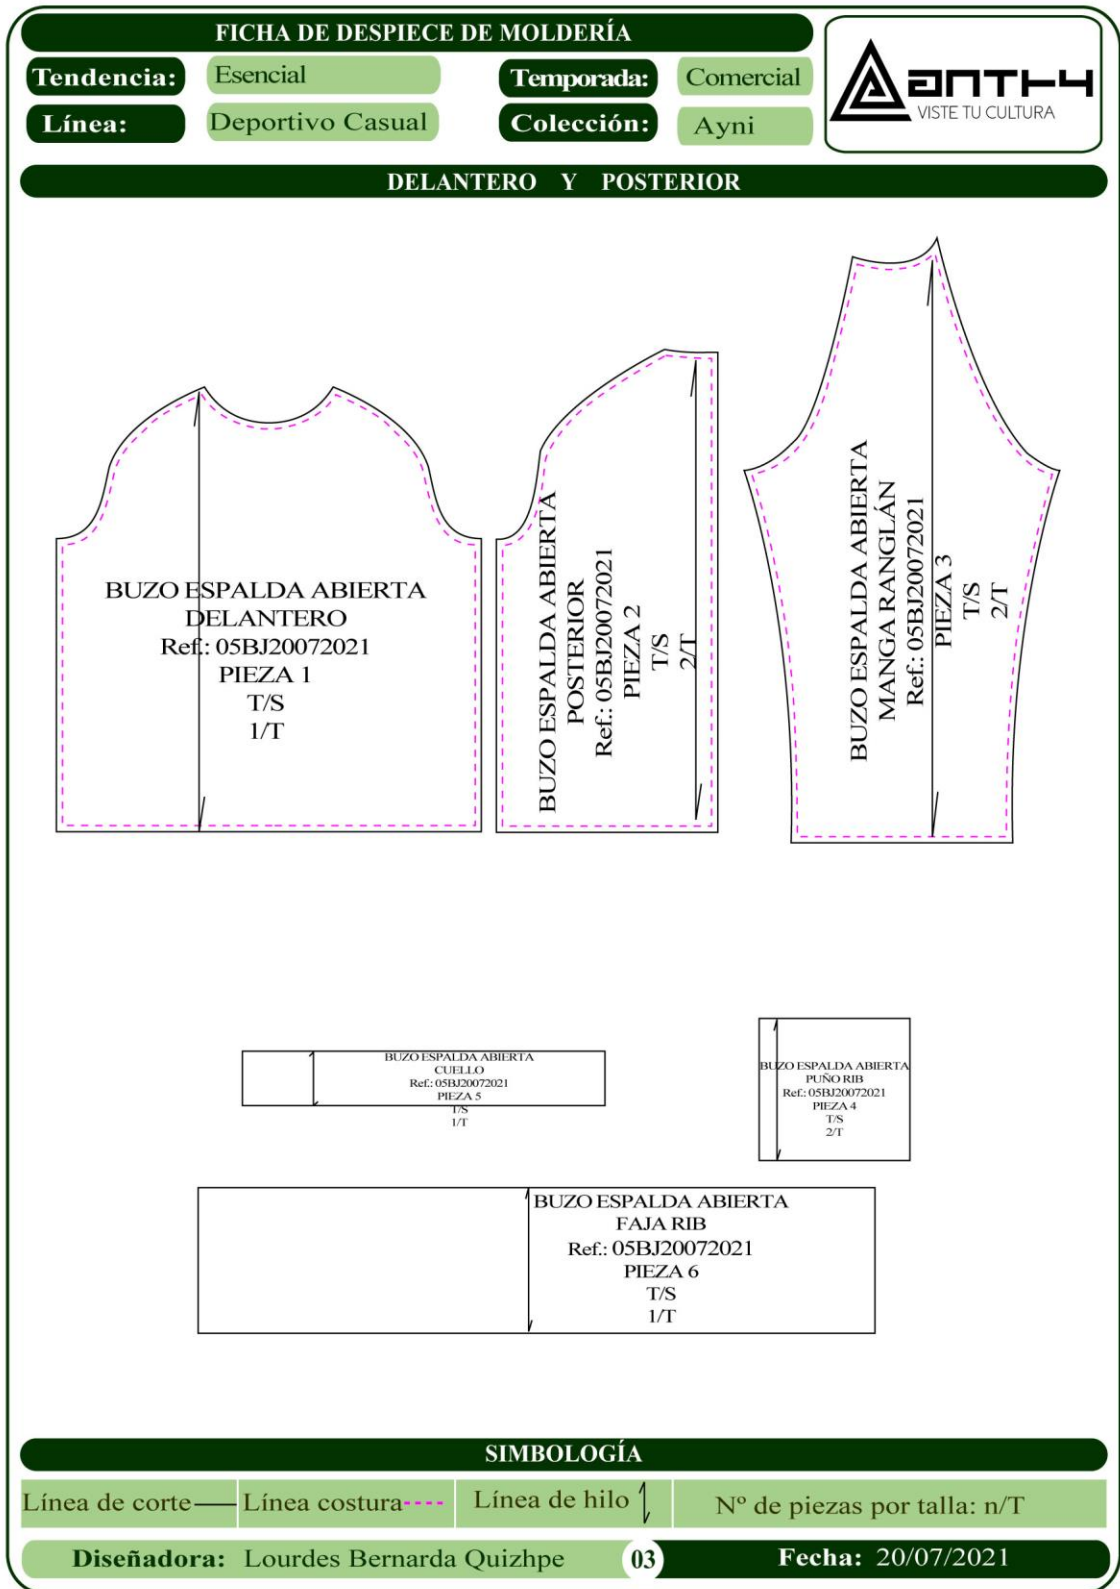 FICHA DE DESPIECE DE MOLDERÍA
Tendencia: Esencial Temporada: Comercial
Línea: Deportivo Casual Colección: Ayni
ANTHY
VISTE TU CULTURA
DELANTERO Y POSTERIOR
BUZO ESPALDA ABIERTA
DELANTERO
Ref.: 05BJ20072021
PIEZA 1
T/S
1/T
BUZO ESPALDA ABIERTA
POSTERIOR
Ref.: 05BJ20072021
PIEZA 2
T/S
2/T
BUZO ESPALDA ABIERTA
MANGA RANGLÁN
Ref.: 05BJ20072021
PIEZA 3
T/S
2/T
BUZO ESPALDA ABIERTA
CUELLO
Ref.: 05BJ20072021
PIEZA 5
T/S
1/T
BUZO ESPALDA ABIERTA
PUÑO RIB
Ref.: 05BJ20072021
PIEZA 4
T/S
2/T
BUZO ESPALDA ABIERTA
FAJA RIB
Ref.: 05BJ20072021
PIEZA 6
T/S
1/T
SIMBOLOGÍA
Línea de corte Línea costura Línea de hilo Nº de piezas por talla: n/T
Diseñadora: Lourdes Bernarda Quizhpe 03 Fecha: 20/07/2021